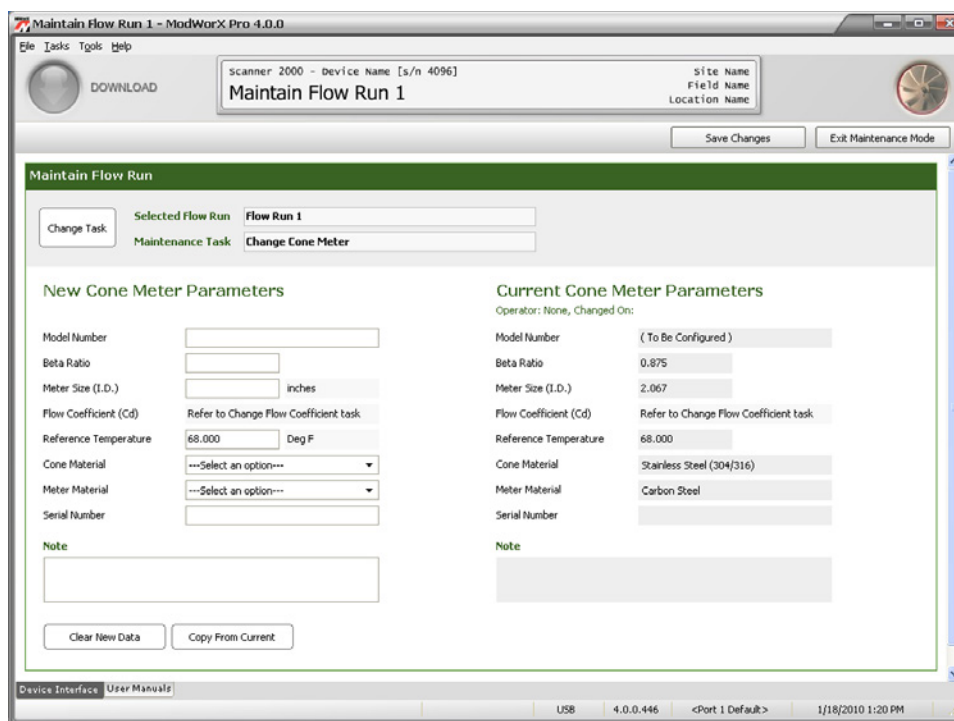 Maintain Flow Run 1 - ModWorX Pro 4.0.0
File Tasks Tools Help
DOWNLOAD
Scanner 2000 - Device Name [s/n 4096]
Maintain Flow Run 1
Site Name
Field Name
Location Name
Save Changes
Exit Maintenance Mode
Maintain Flow Run
Change Task
Selected Flow Run Flow Run 1
Maintenance Task Change Cone Meter
New Cone Meter Parameters
Model Number
Beta Ratio
Meter Size (I.D.) inches
Flow Coefficient (Cd) Refer to Change Flow Coefficient task
Reference Temperature 68.000 Deg F
Cone Material ---Select an option---
Meter Material ---Select an option---
Serial Number
Note
Clear New Data
Copy From Current
Current Cone Meter Parameters
Operator: None, Changed On:
Model Number ( To Be Configured )
Beta Ratio 0.875
Meter Size (I.D.) 2.067
Flow Coefficient (Cd) Refer to Change Flow Coefficient task
Reference Temperature 68.000
Cone Material Stainless Steel (304/316)
Meter Material Carbon Steel
Serial Number
Note
Device Interface User Manuals
USB 4.0.0.446 <Port 1 Default> 1/18/2010 1:20 PM